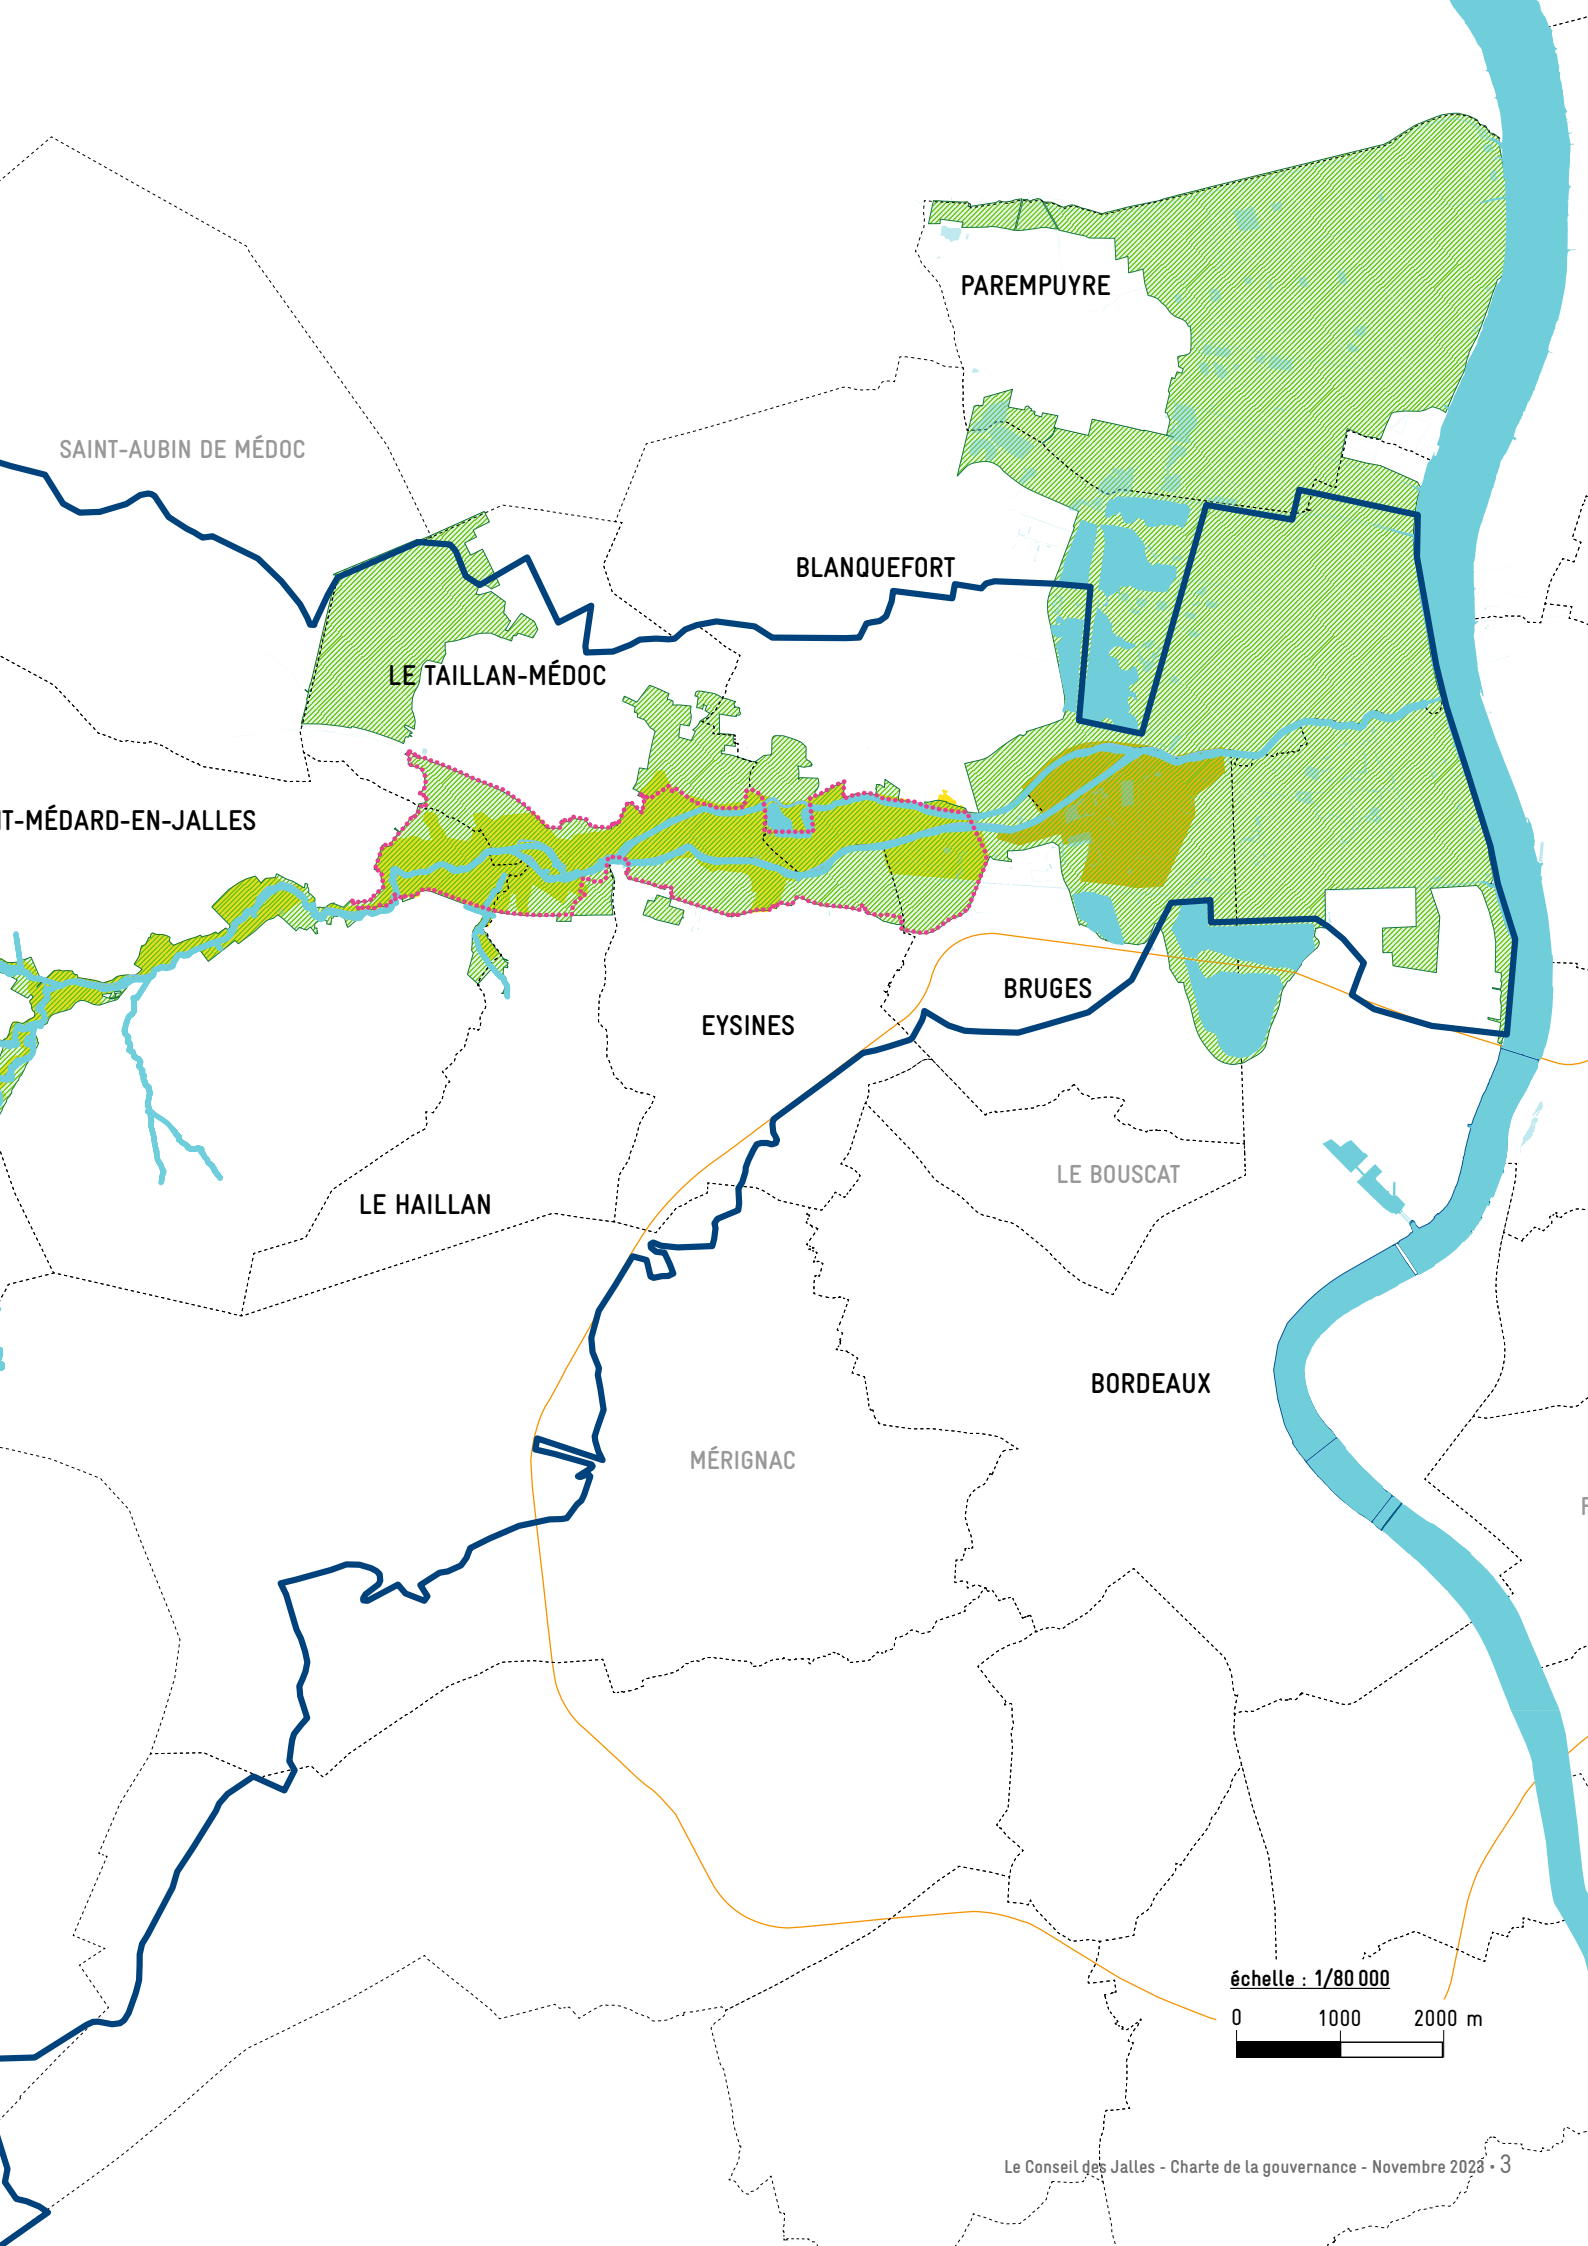 PAREMPUYRE
SAINT-AUBIN DE MÉDOC
BLANQUEFORT
LE TAILLAN-MÉDOC
T-MÉDARD-EN-JALLES
BRUGES
EYSINES
LE BOUSCAT
LE HAILLAN
BORDEAUX
MÉRIGNAC
échelle : 1/80 000
0 1000 2000 m
Le Conseil des Jalles - Charte de la gouvernance - Novembre 2023 • 3